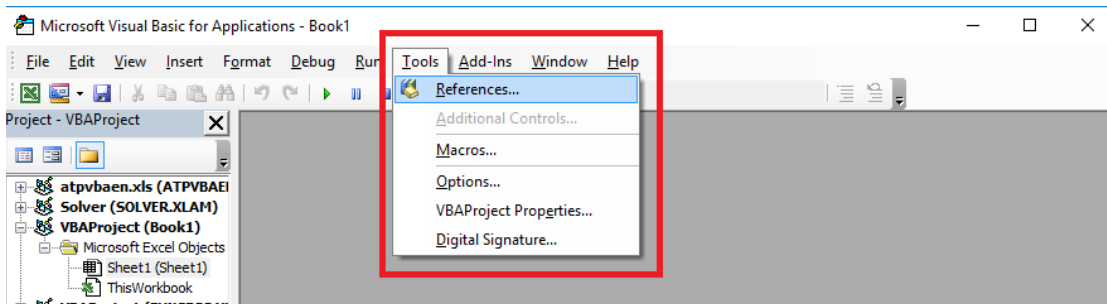 Microsoft Visual Basic for Applications - Book1
File Edit View Insert Format Debug Run Tools Add-Ins Window Help
References...
Additional Controls...
Macros...
Options...
VBAProject Properties...
Digital Signature...
Project - VBAProject
atpvbaen.xls (ATPVBAEI
Solver (SOLVER.XLAM)
VBAProject (Book1)
Microsoft Excel Objects
Sheet1 (Sheet1)
ThisWorkbook